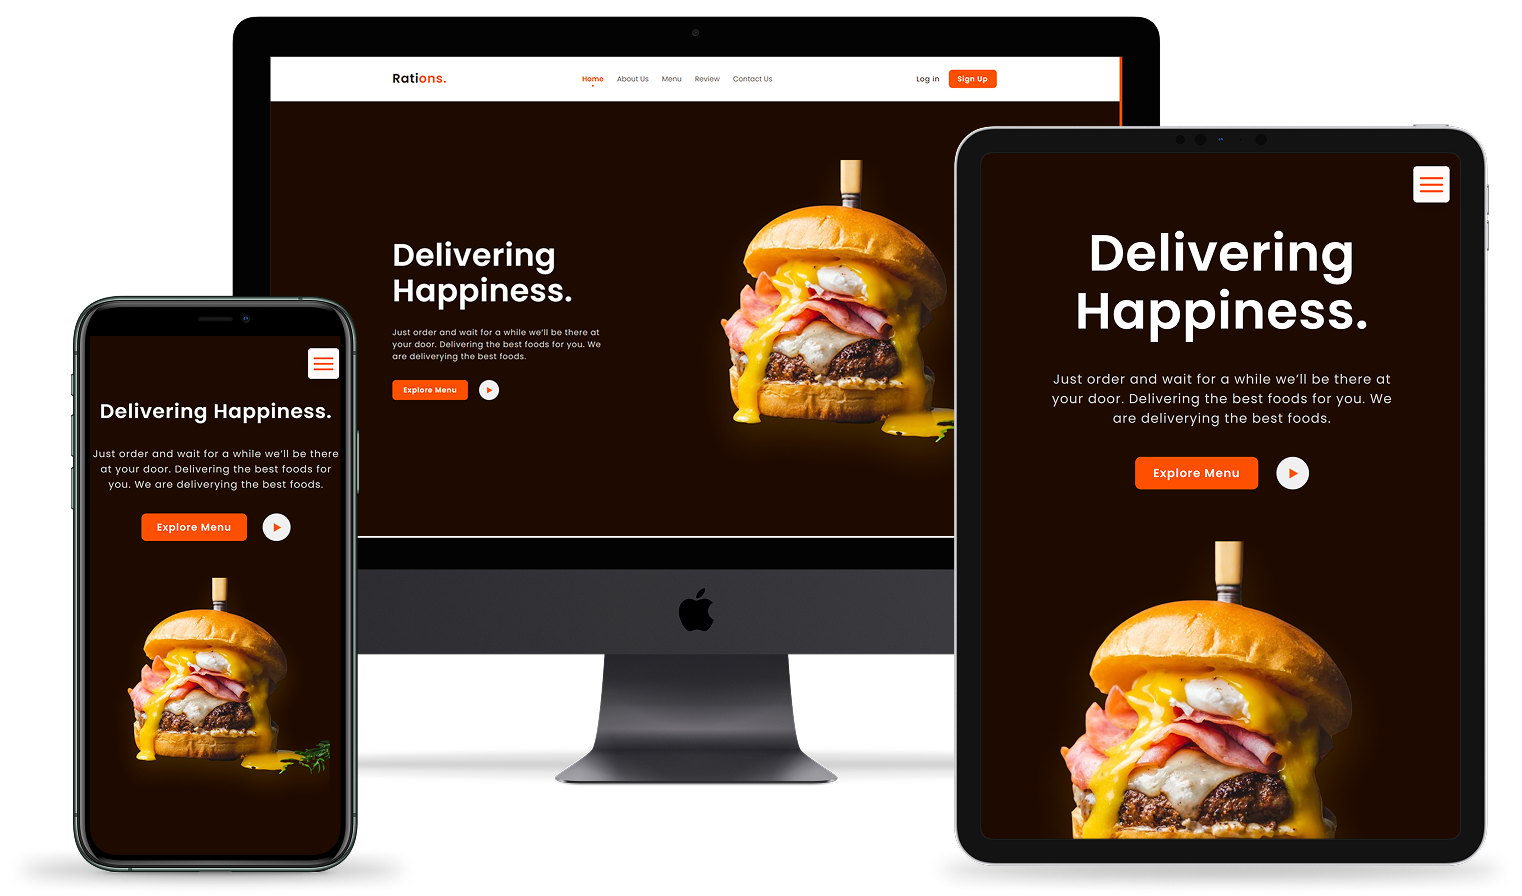 Rations.
Home About Us Menu Review Contact Us
Log in Sign Up
Delivering
Happiness.
Just order and wait for a while we’ll be there at
your door. Delivering the best foods for you. We
are deliverying the best foods.
Explore Menu
Delivering Happiness.
Just order and wait for a while we’ll be there
at your door. Delivering the best foods for
you. We are deliverying the best foods.
Explore Menu
Delivering
Happiness.
Just order and wait for a while we’ll be there at
your door. Delivering the best foods for you. We
are deliverying the best foods.
Explore Menu